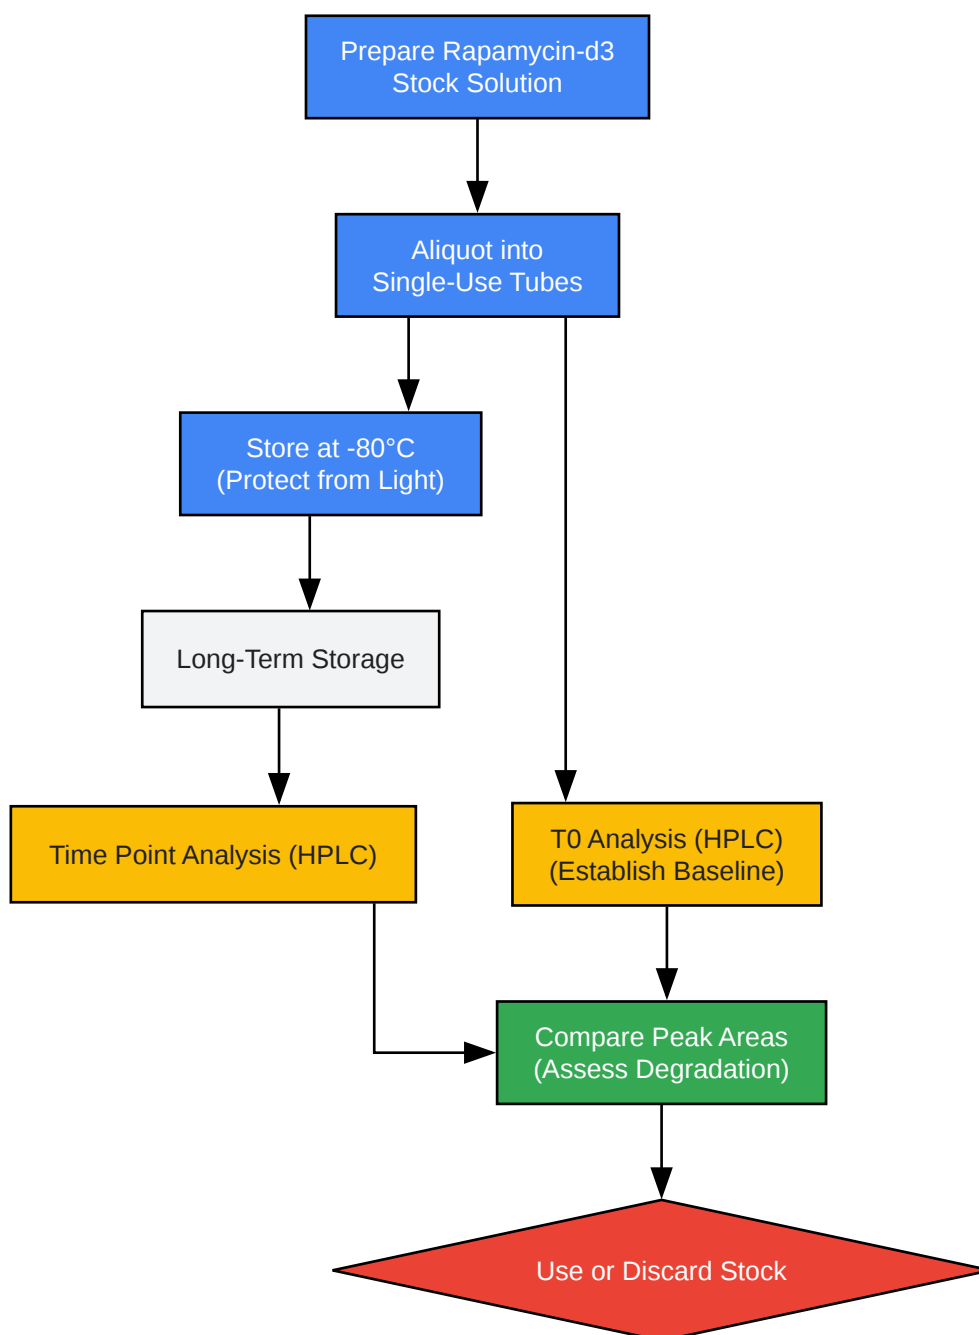 Prepare Rapamycin-d3
Stock Solution
Aliquot into
Single-Use Tubes
Store at -80°C
(Protect from Light)
Long-Term Storage
Time Point Analysis (HPLC)
T0 Analysis (HPLC)
(Establish Baseline)
Compare Peak Areas
(Assess Degradation)
Use or Discard Stock